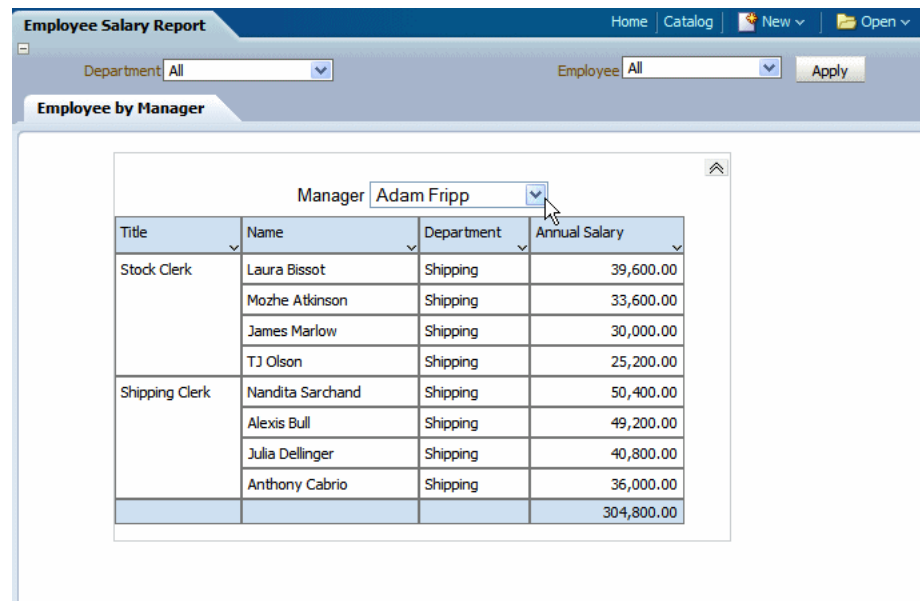 Employee Salary Report Home Catalog New Open
Department All Employee All Apply
Employee by Manager
Manager Adam Fripp
Title Name Department Annual Salary
Stock Clerk Laura Bissot Shipping 39,600.00
Mozhe Atkinson Shipping 33,600.00
James Marlow Shipping 30,000.00
TJ Olson Shipping 25,200.00
Shipping Clerk Nandita Sarchand Shipping 50,400.00
Alexis Bull Shipping 49,200.00
Julia Dellinger Shipping 40,800.00
Anthony Cabrio Shipping 36,000.00
304,800.00